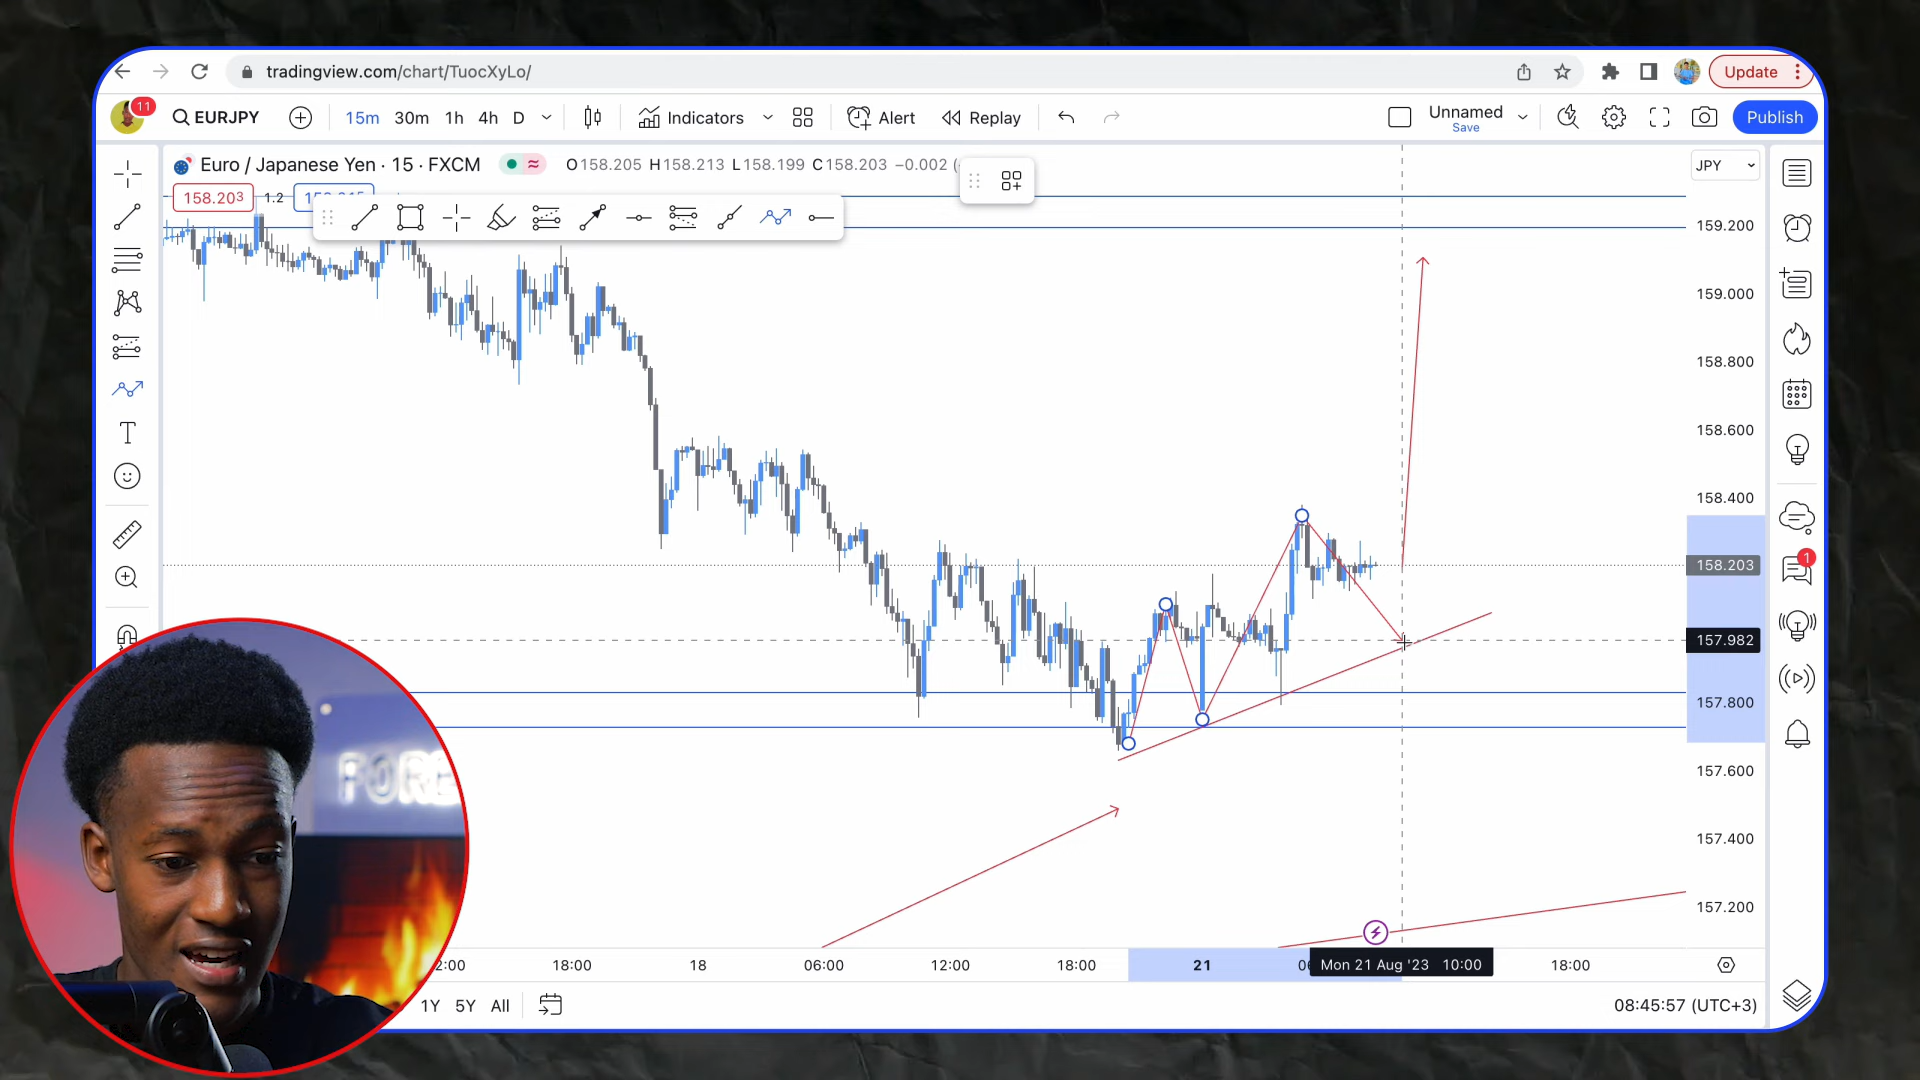 tradingview.com/chart/TuocXyLo/
Update
11
EURJPY
15m 30m 1h 4h D
Indicators
Alert
Replay
Unnamed
Save
Publish
Euro / Japanese Yen · 15 · FXCM
O158.205 H158.213 L158.199 C158.203 −0.002 (
JPY
158.203
1.2
159.200
159.000
158.800
158.600
158.400
158.203
157.982
157.800
157.600
157.400
157.200
1
T
FORE
2:00 18:00 18 06:00 12:00 18:00 21 Mon 21 Aug '23 10:00 18:00
1Y 5Y All
08:45:57 (UTC+3)